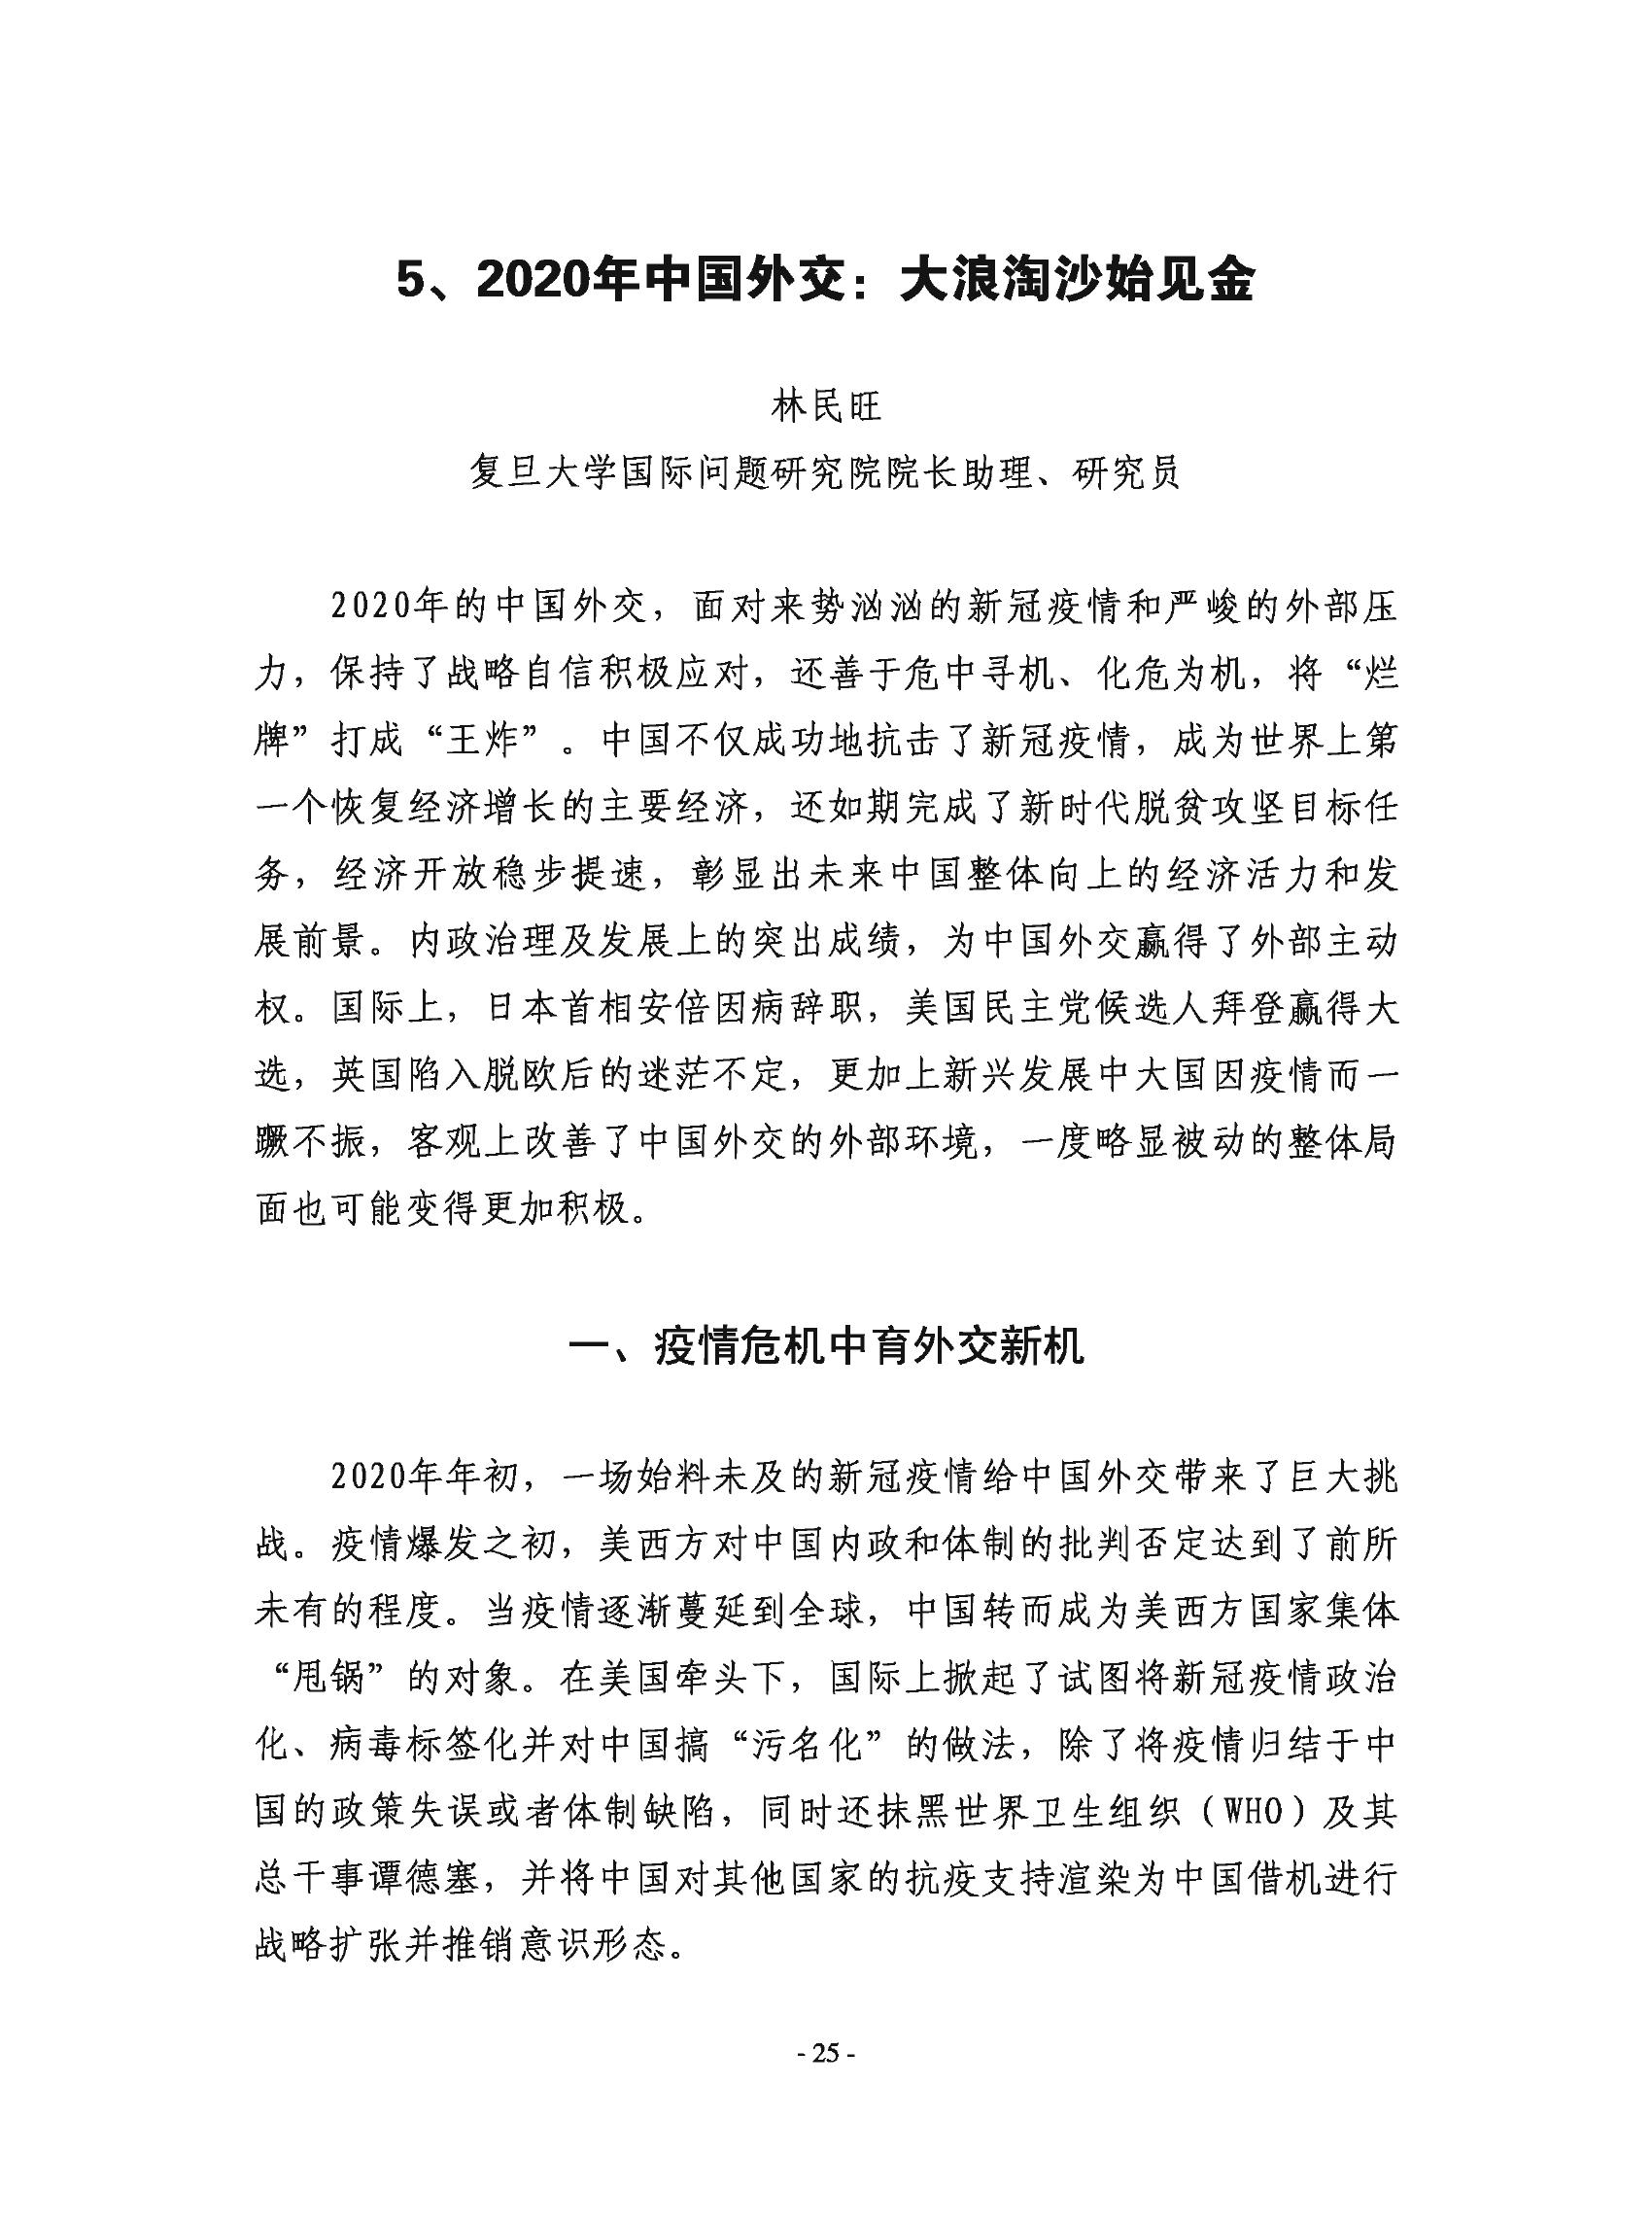 5、2020年中国外交：大浪淘沙始见金
林民旺
复旦大学国际问题研究院院长助理、研究员
2020年的中国外交，面对来势汹汹的新冠疫情和严峻的外部压
力，保持了战略自信积极应对，还善于危中寻机、化危为机，将“烂
牌”打成“王炸”。中国不仅成功地抗击了新冠疫情，成为世界上第
一个恢复经济增长的主要经济，还如期完成了新时代脱贫攻坚目标任
务，经济开放稳步提速，彰显出未来中国整体向上的经济活力和发
展前景。内政治理及发展上的突出成绩，为中国外交赢得了外部主动
权。国际上，日本首相安倍因病辞职，美国民主党候选人拜登赢得大
选，英国陷入脱欧后的迷茫不定，更加上新兴发展中大国因疫情而一
蹶不振，客观上改善了中国外交的外部环境，一度略显被动的整体局
面也可能变得更加积极。
一、疫情危机中育外交新机
2020年年初，一场始料未及的新冠疫情给中国外交带来了巨大挑
战。疫情爆发之初，美西方对中国内政和体制的批判否定达到了前所
未有的程度。当疫情逐渐蔓延到全球，中国转而成为美西方国家集体
“甩锅”的对象。在美国牵头下，国际上掀起了试图将新冠疫情政治
化、病毒标签化并对中国搞“污名化”的做法，除了将疫情归结于中
国的政策失误或者体制缺陷，同时还抹黑世界卫生组织（WHO）及其
总干事谭德塞，并将中国对其他国家的抗疫支持渲染为中国借机进行
战略扩张并推销意识形态。
- 25 -